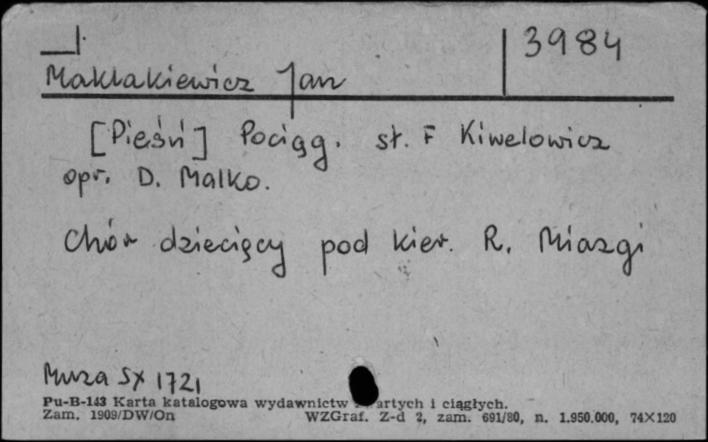 3984
Maklakiewicz Jan
[Pieśń] Pociąg. sł. F Kiwelowicz
opr. D. Malko.
Chór dziecięcy pod kier. R. Miazgi
Muza SX 1721
Pu-B-143 Karta katalogowa wydawnictw artych i ciągłych.
Zam. 1909/DW/On WZGraf. Z-d 2, zam. 691/80, n. 1.950.000, 74X120